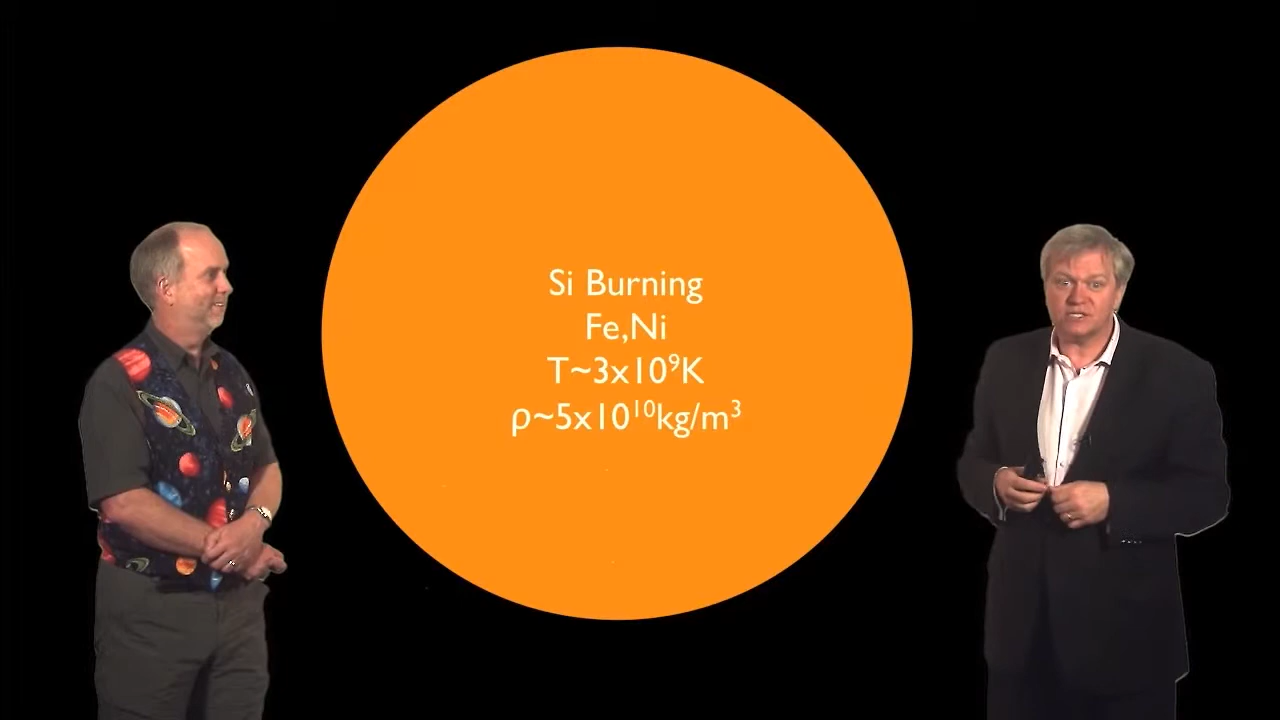 Si Burning
Fe,Ni
T~3x10⁹K
ρ~5x10¹⁰kg/m³